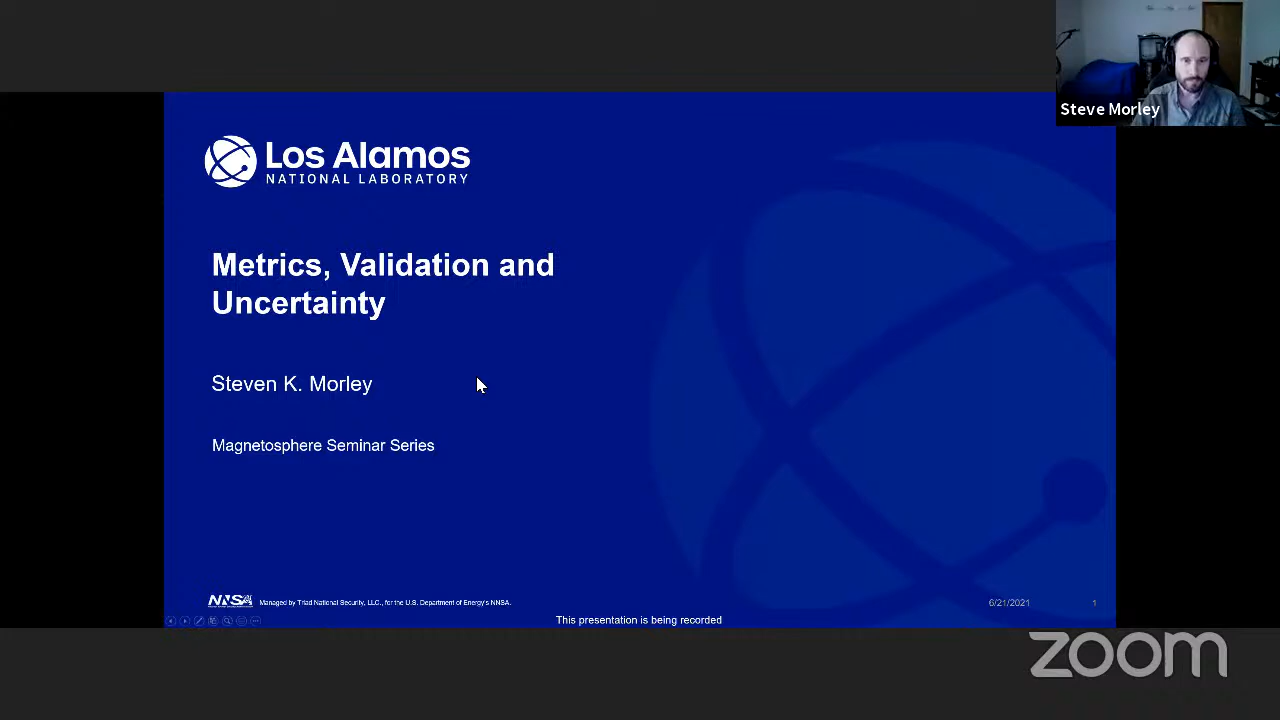 Steve Morley
Los Alamos
NATIONAL LABORATORY
Metrics, Validation and
Uncertainty
Steven K. Morley
Magnetosphere Seminar Series
NNSA
Managed by Triad National Security, LLC., for the U.S. Department of Energy's NNSA.
6/21/2021
1
This presentation is being recorded
zoom